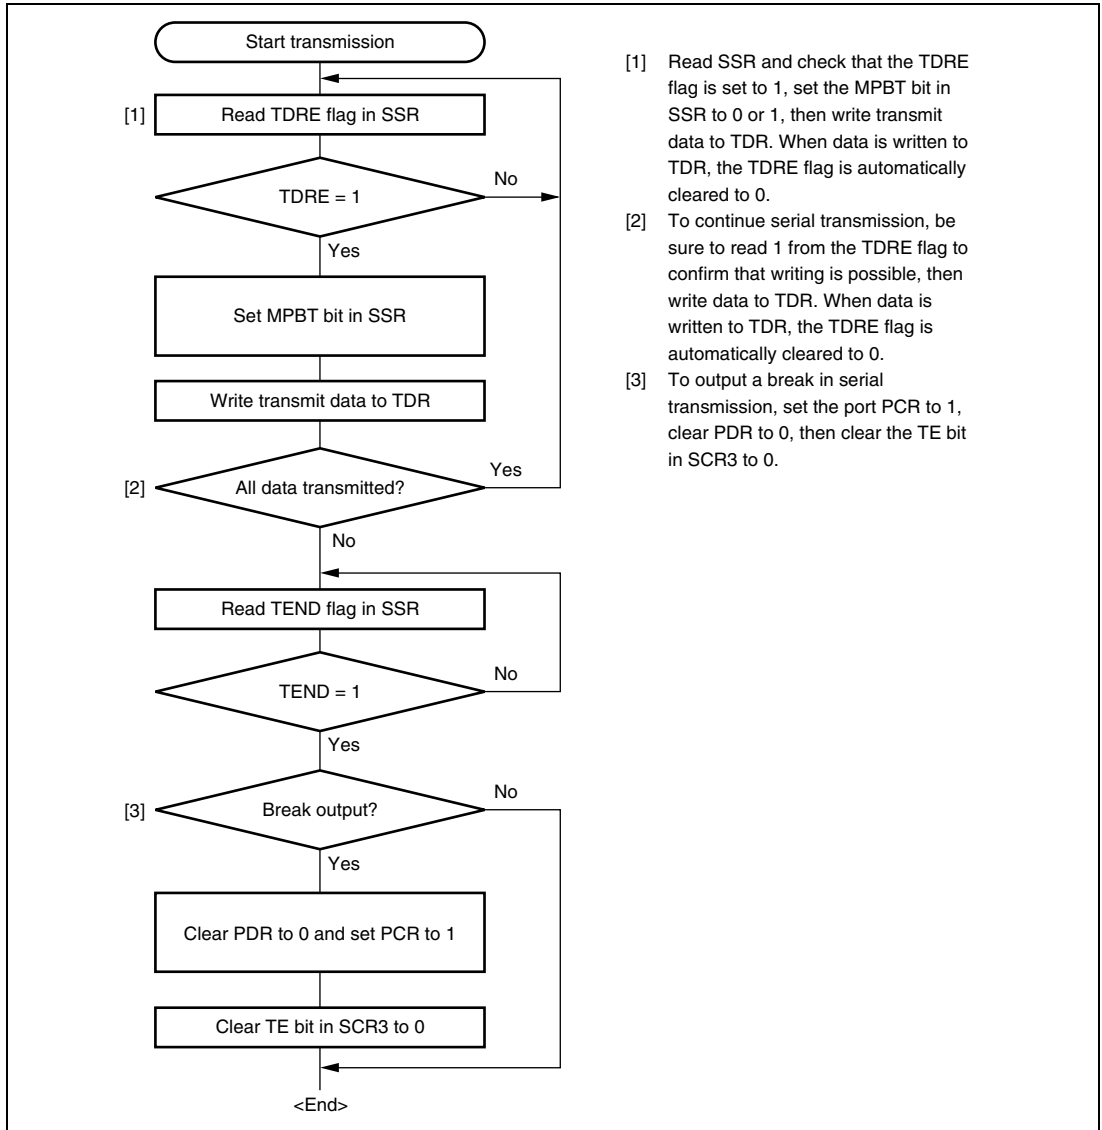 Start transmission
[1]
Read TDRE flag in SSR
TDRE = 1
No
Yes
Set MPBT bit in SSR
Write transmit data to TDR
[2]
All data transmitted?
Yes
No
Read TEND flag in SSR
TEND = 1
No
Yes
[3]
Break output?
No
Yes
Clear PDR to 0 and set PCR to 1
Clear TE bit in SCR3 to 0
<End>
[1] Read SSR and check that the TDRE
flag is set to 1, set the MPBT bit in
SSR to 0 or 1, then write transmit
data to TDR. When data is written to
TDR, the TDRE flag is automatically
cleared to 0.
[2] To continue serial transmission, be
sure to read 1 from the TDRE flag to
confirm that writing is possible, then
write data to TDR. When data is
written to TDR, the TDRE flag is
automatically cleared to 0.
[3] To output a break in serial
transmission, set the port PCR to 1,
clear PDR to 0, then clear the TE bit
in SCR3 to 0.